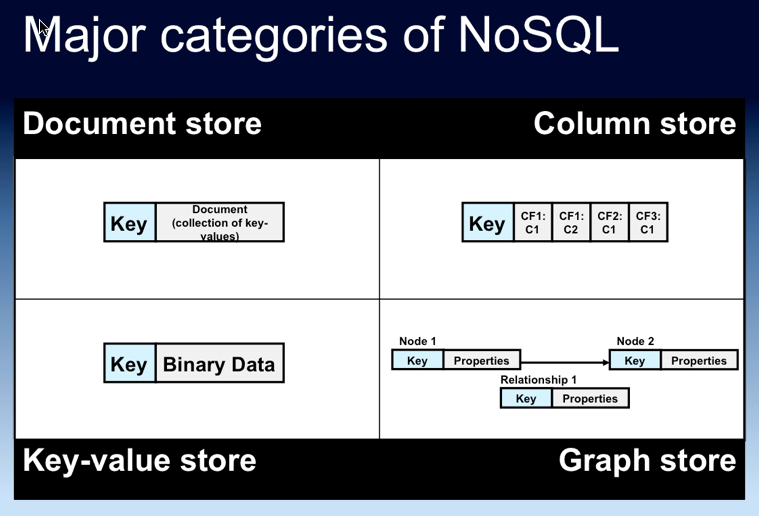 Major categories of NoSQL
Document store
Column store
Key
Document
(collection of key-
values)
Key
CF1:
C1
CF1:
C2
CF2:
C1
CF3:
C1
Key
Binary Data
Node 1
Key
Properties
Node 2
Key
Properties
Relationship 1
Key
Properties
Key-value store
Graph store